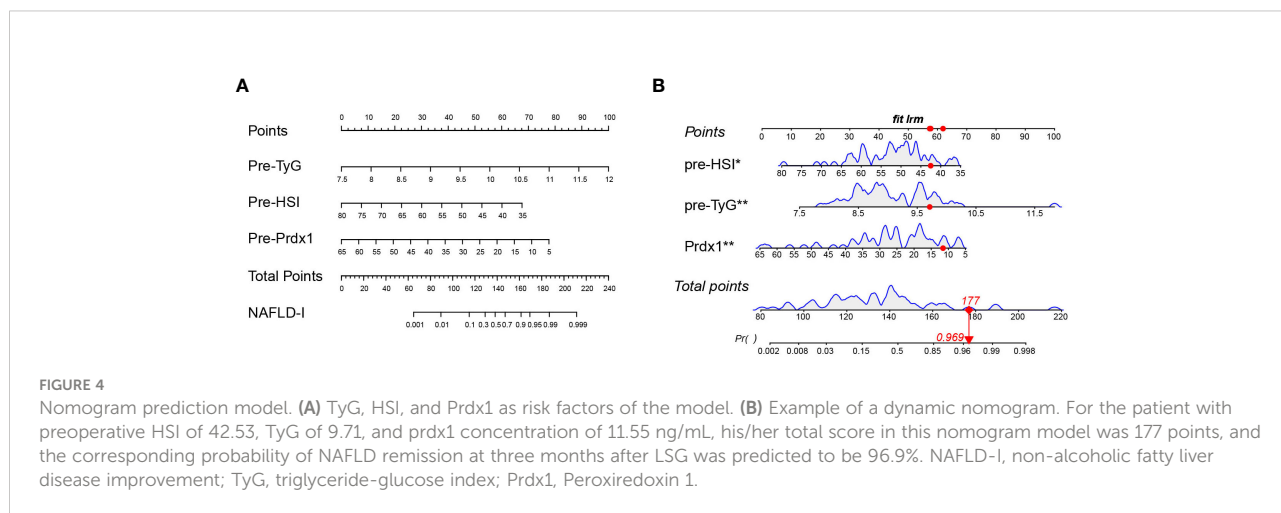 A
Points
0 10 20 30 40 50 60 70 80 90 100
Pre-TyG
7.5 8 8.5 9 9.5 10 10.5 11 11.5 12
Pre-HSI
80 75 70 65 60 55 50 45 40 35
Pre-Prdx1
65 60 55 50 45 40 35 30 25 20 15 10 5
Total Points
0 20 40 60 80 100 120 140 160 180 200 220 240
NAFLD-I
0.001 0.01 0.1 0.3 0.5 0.7 0.9 0.95 0.99 0.999
B
fit lrm
Points
0 10 20 30 40 50 60 70 80 90 100
pre-HSI*
80 75 70 65 60 55 50 45 40 35
pre-TyG**
7.5 8.5 9.5 10.5 11.5
Prdx1**
65 60 55 50 45 40 35 30 25 20 15 10 5
Total points
177
80 100 120 140 160 180 200 220
Pr( )
0.969
0.002 0.008 0.03 0.15 0.5 0.85 0.96 0.99 0.998
FIGURE 4
Nomogram prediction model. (A) TyG, HSI, and Prdx1 as risk factors of the model. (B) Example of a dynamic nomogram. For the patient with
preoperative HSI of 42.53, TyG of 9.71, and prdx1 concentration of 11.55 ng/mL, his/her total score in this nomogram model was 177 points, and
the corresponding probability of NAFLD remission at three months after LSG was predicted to be 96.9%. NAFLD-I, non-alcoholic fatty liver
disease improvement; TyG, triglyceride-glucose index; Prdx1, Peroxiredoxin 1.